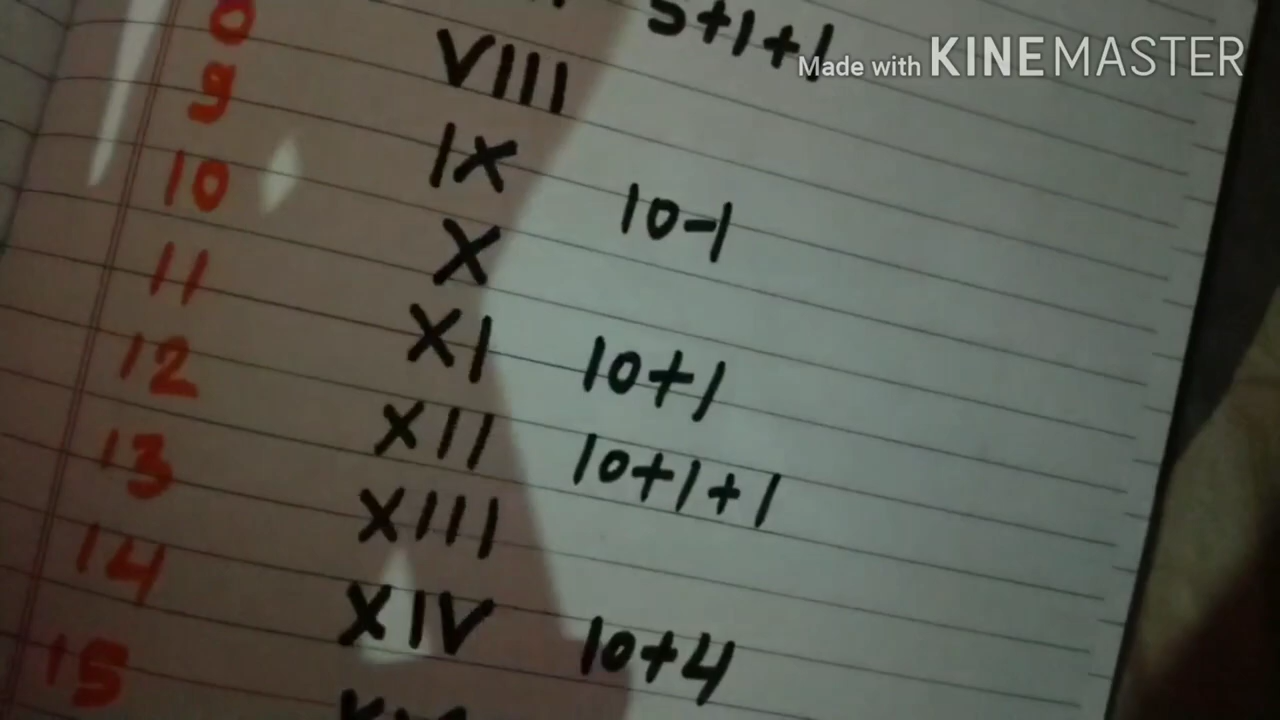 5+1+1
Made with KINEMASTER
8 VIII
9 IX 10-1
10 X
11 XI 10+1
12 XII 10+1+1
13 XIII
14 XIV 10+4
15